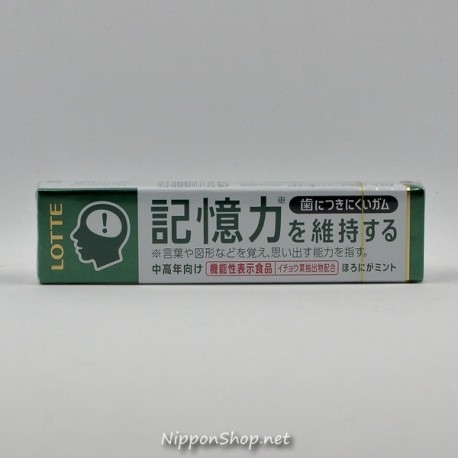 LOTTE
歯につきにくいガム
記憶力※を維持する
※言葉や図形などを覚え、思い出す能力を指す。
中高年向け 機能性表示食品 イチョウ葉抽出物配合 ほろにがミント
NipponShop.net